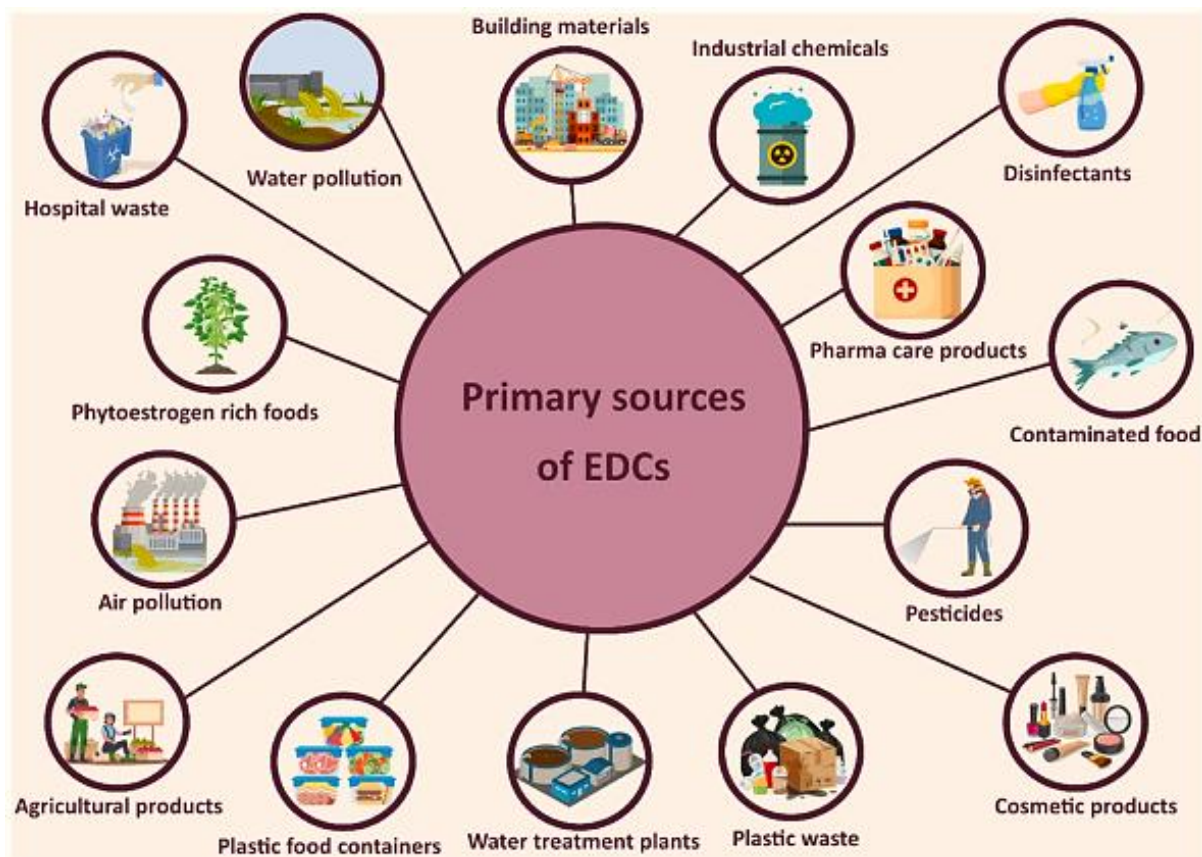 Building materials
Industrial chemicals
Water pollution
Disinfectants
Hospital waste
Pharma care products
Primary sources
of EDCs
Phytoestrogen rich foods
Contaminated food
Air pollution
Pesticides
Agricultural products
Plastic food containers
Water treatment plants
Plastic waste
Cosmetic products